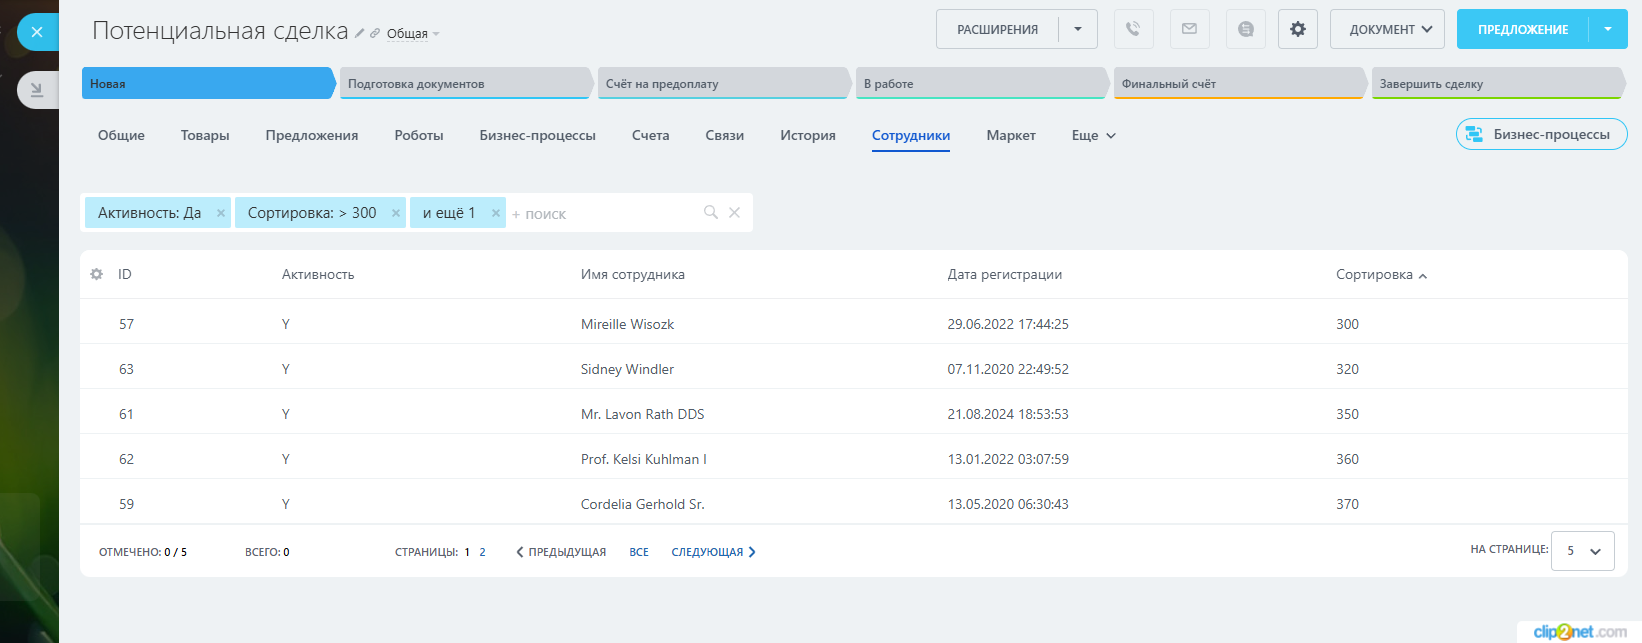 Потенциальная сделка Общая
РАСШИРЕНИЯ ДОКУМЕНТ ПРЕДЛОЖЕНИЕ
Новая Подготовка документов Счёт на предоплату В работе Финальный счёт Завершить сделку
Общие Товары Предложения Роботы Бизнес-процессы Счета Связи История Сотрудники Маркет Еще Бизнес-процессы
Активность: Да × Сортировка: > 300 × и ещё 1 × + поиск
ID Активность Имя сотрудника Дата регистрации Сортировка
57 Y Mireille Wisozk 29.06.2022 17:44:25 300
63 Y Sidney Windler 07.11.2020 22:49:52 320
61 Y Mr. Lavon Rath DDS 21.08.2024 18:53:53 350
62 Y Prof. Kelsi Kuhlman I 13.01.2022 03:07:59 360
59 Y Cordelia Gerhold Sr. 13.05.2020 06:30:43 370
ОТМЕЧЕНО: 0 / 5 ВСЕГО: 0 СТРАНИЦЫ: 1 2 ПРЕДЫДУЩАЯ ВСЕ СЛЕДУЮЩАЯ НА СТРАНИЦЕ: 5
clip2net.com